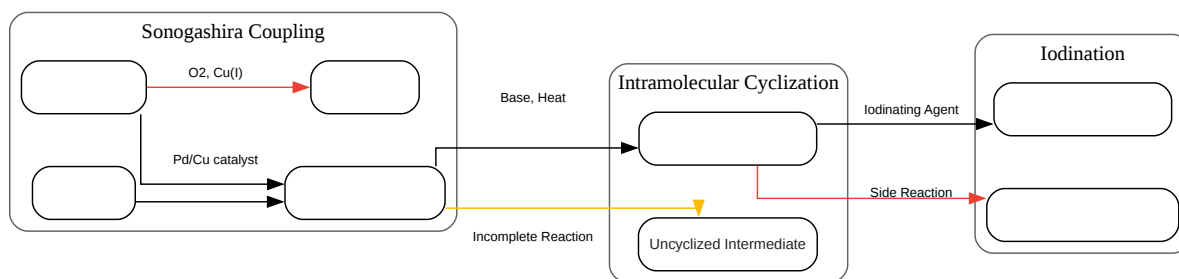 Sonogashira Coupling
O2, Cu(I)
Pd/Cu catalyst
Base, Heat
Incomplete Reaction
Intramolecular Cyclization
Uncyclized Intermediate
Iodination
Iodinating Agent
Side Reaction